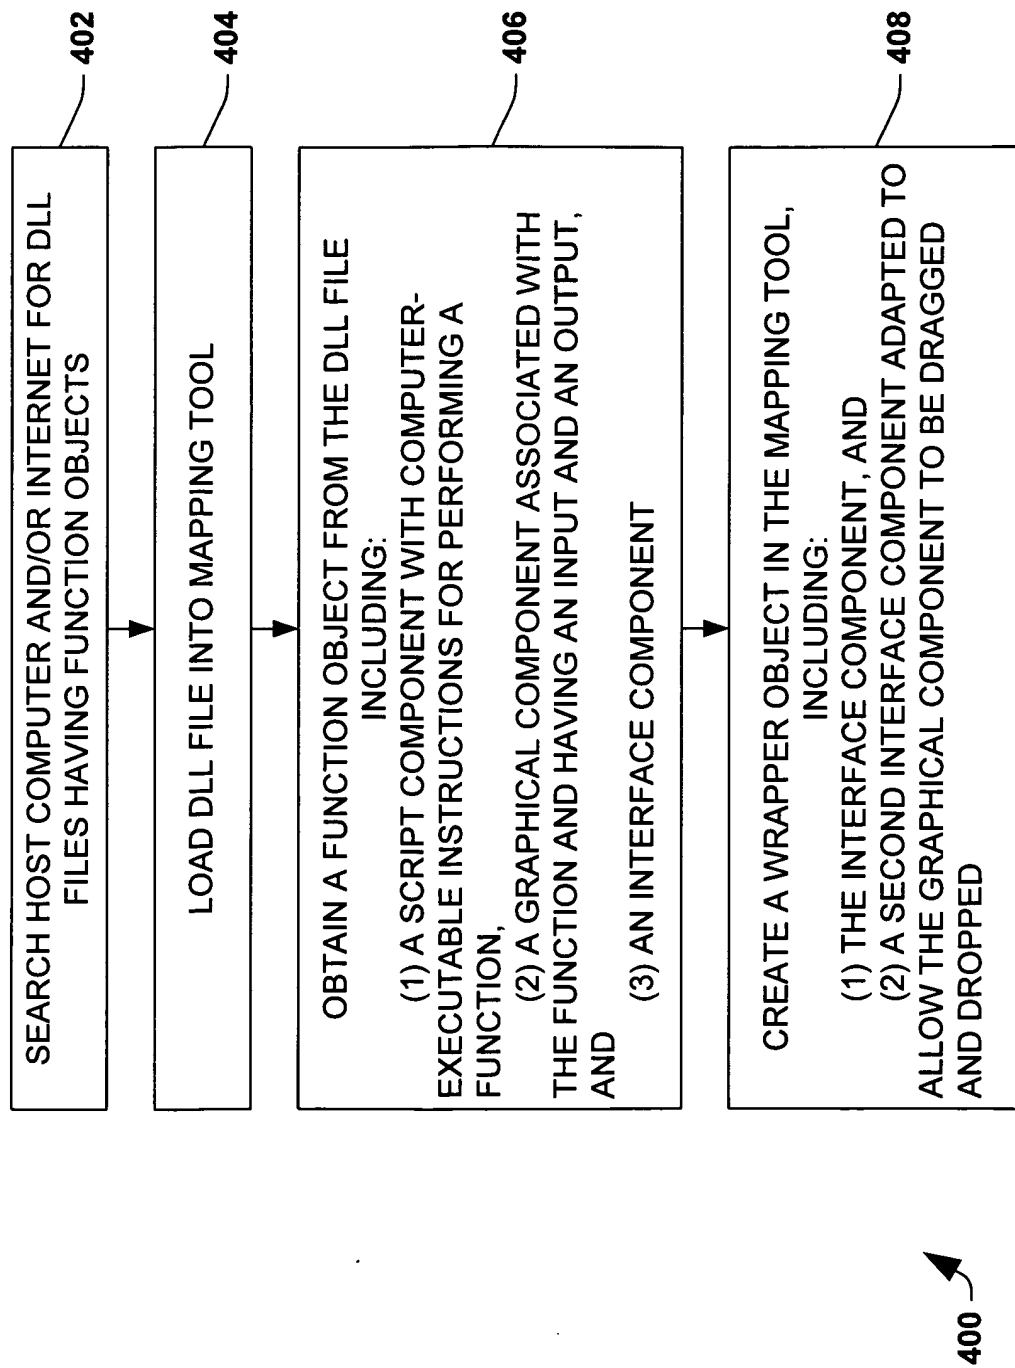 SEARCH HOST COMPUTER AND/OR INTERNET FOR DLL
FILES HAVING FUNCTION OBJECTS
402
LOAD DLL FILE INTO MAPPING TOOL
404
OBTAIN A FUNCTION OBJECT FROM THE DLL FILE
INCLUDING:
(1) A SCRIPT COMPONENT WITH COMPUTER-
EXECUTABLE INSTRUCTIONS FOR PERFORMING A
FUNCTION,
(2) A GRAPHICAL COMPONENT ASSOCIATED WITH
THE FUNCTION AND HAVING AN INPUT AND AN OUTPUT,
AND
(3) AN INTERFACE COMPONENT
406
CREATE A WRAPPER OBJECT IN THE MAPPING TOOL,
INCLUDING:
(1) THE INTERFACE COMPONENT, AND
(2) A SECOND INTERFACE COMPONENT ADAPTED TO
ALLOW THE GRAPHICAL COMPONENT TO BE DRAGGED
AND DROPPED
408
400